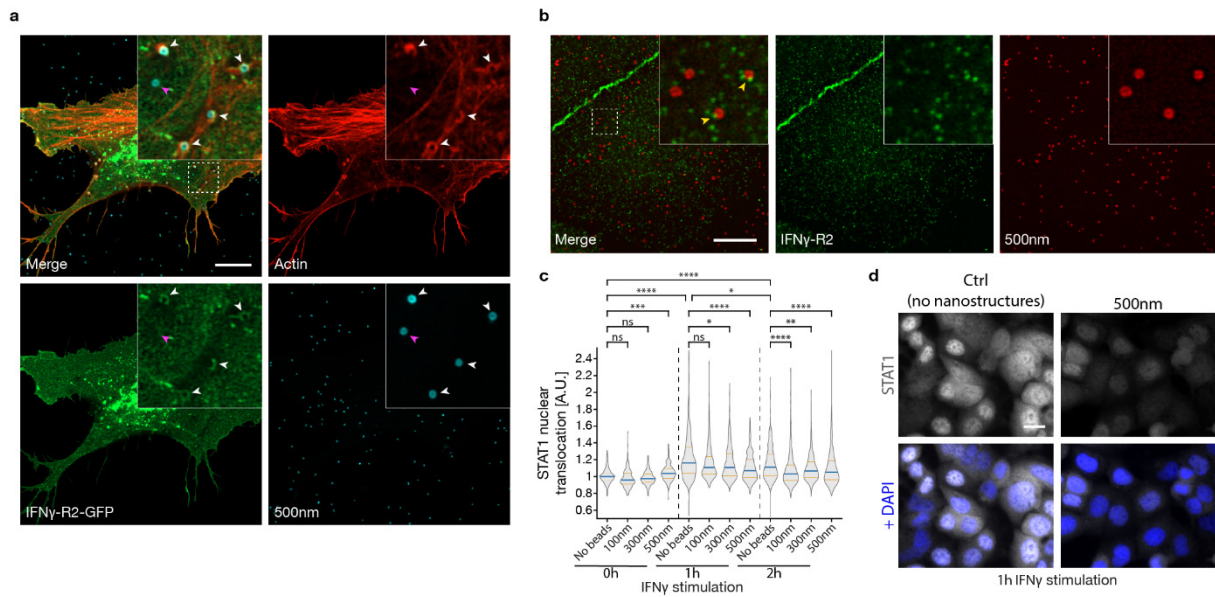 a
Merge
Actin
IFNγ-R2-GFP
500nm
b
Merge
IFNγ-R2
500nm
c
****
****
*
***
****
****
ns
*
**
ns
ns
****
STAT1 nuclear
translocation [A.U.]
2.4
2.2
2.0
1.8
1.6
1.4
1.2
1
0.8
0.6
No beads
100nm
300nm
500nm
No beads
100nm
300nm
500nm
No beads
100nm
300nm
500nm
0h
1h
2h
IFNγ stimulation
d
Ctrl
(no nanostructures)
500nm
STAT1
+ DAPI
1h IFNγ stimulation